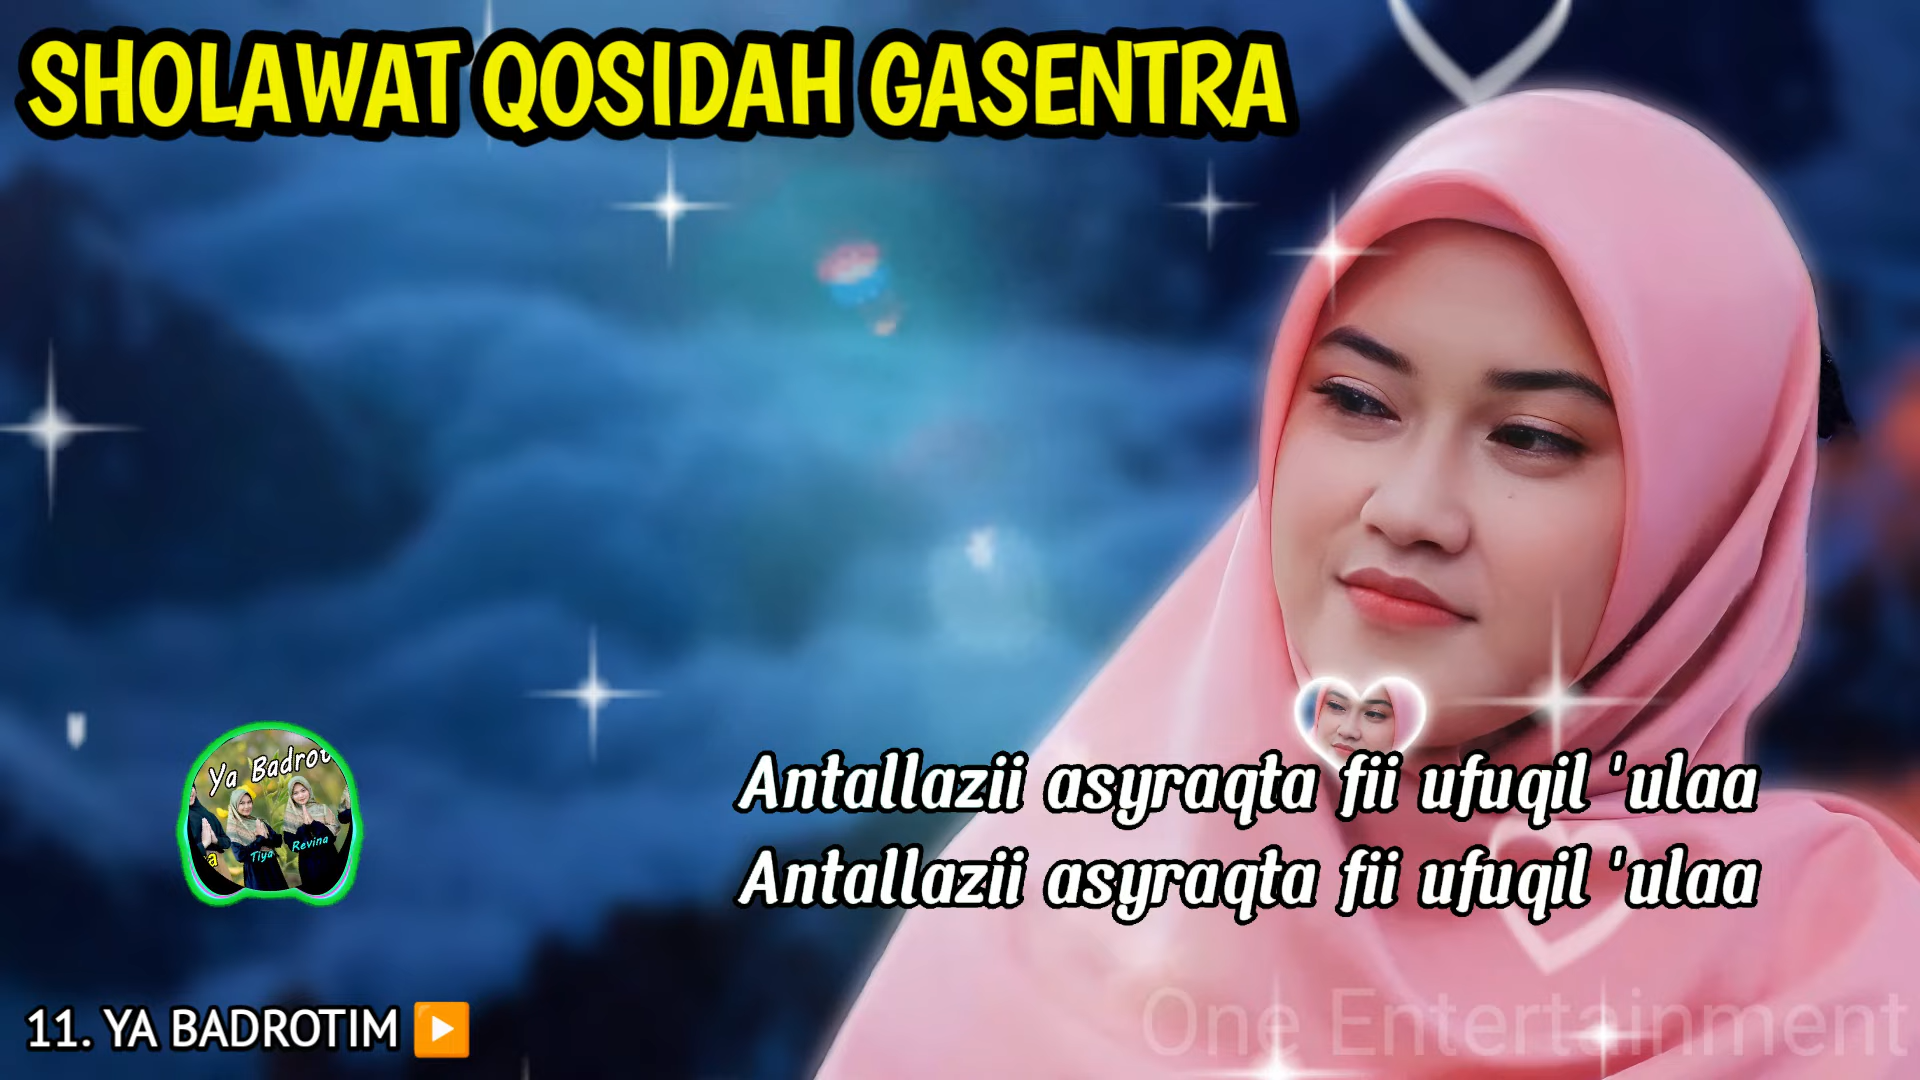 SHOLAWAT QOSIDAH GASENTRA
Ya Badrot
a
Tiya
Revina
Antallazii asyraqta fii ufuqil 'ulaa
Antallazii asyraqta fii ufuqil 'ulaa
11. YA BADROTIM ▶️
One Entertainment